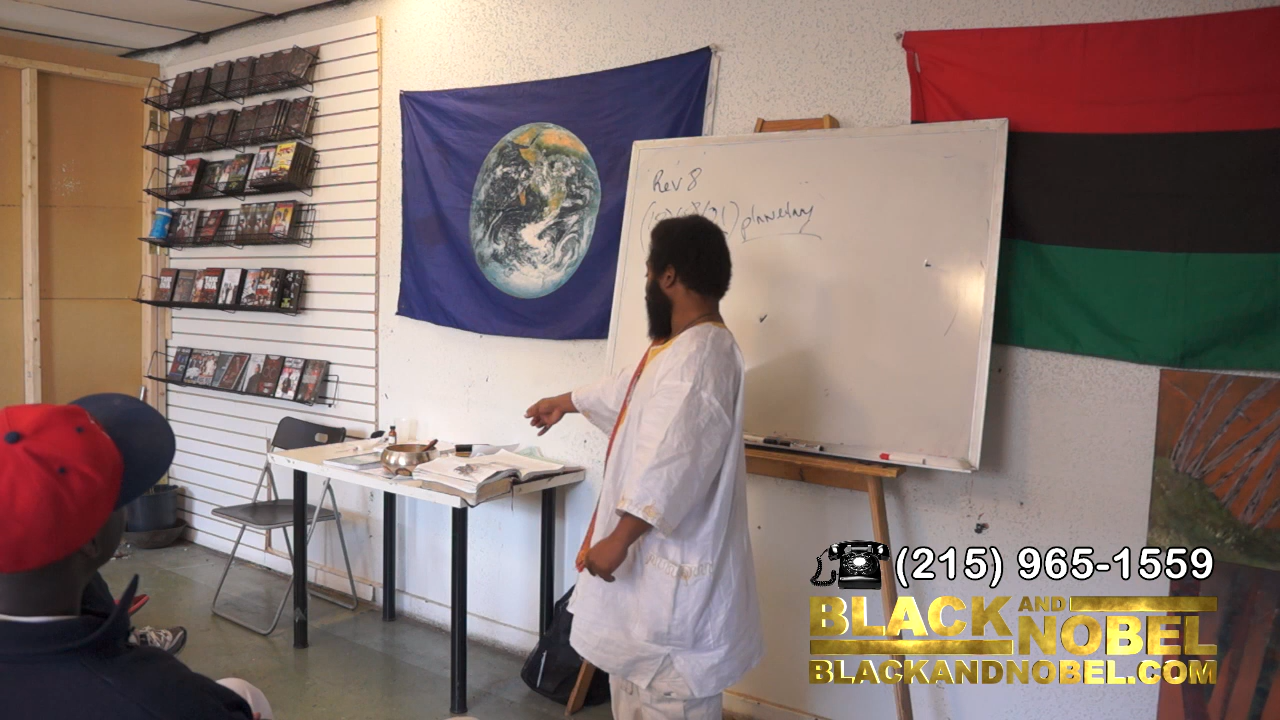 Rev 8
planetary
(215) 965-1559
BLACK AND NOBEL
BLACKANDNOBEL.COM